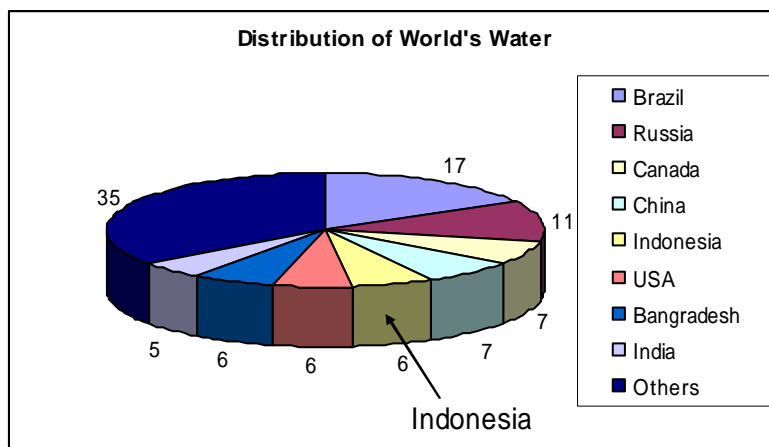 Distribution of World's Water
17
11
7
7
6
6
6
5
35
Indonesia
Brazil
Russia
Canada
China
Indonesia
USA
Bangradesh
India
Others